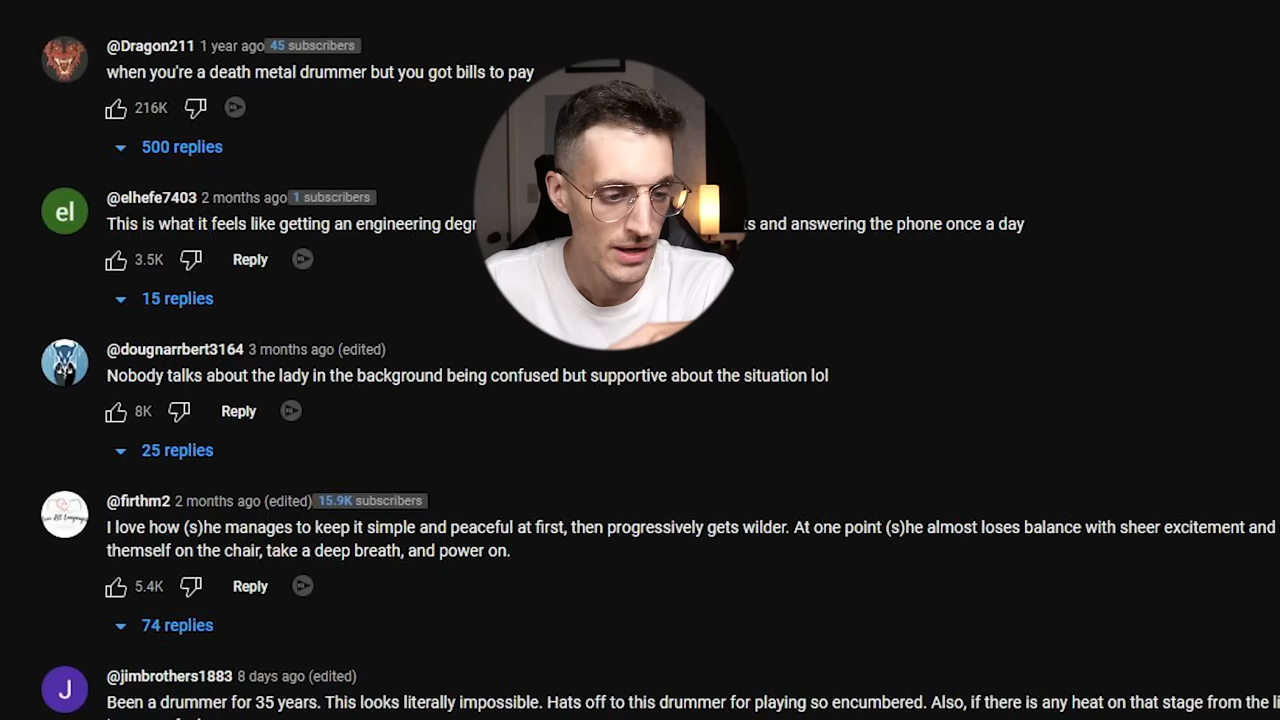 @Dragon211 1 year ago 45 subscribers
when you're a death metal drummer but you got bills to pay
216K
500 replies
el
@elhefe7403 2 months ago 1 subscribers
This is what it feels like getting an engineering and answering the phone once a day
3.5K Reply
15 replies
@dougnarrbert3164 3 months ago (edited)
Nobody talks about the lady in the background being confused but supportive about the situation lol
8K Reply
25 replies
@firthm2 2 months ago (edited) 15.9K subscribers
I love how (s)he manages to keep it simple and peaceful at first, then progressively gets wilder. At one point (s)he almost loses balance with sheer excitement and
themself on the chair, take a deep breath, and power on.
5.4K Reply
74 replies
J
@jimbrothers1883 8 days ago (edited)
Been a drummer for 35 years. This looks literally impossible. Hats off to this drummer for playing so encumbered. Also, if there is any heat on that stage from the